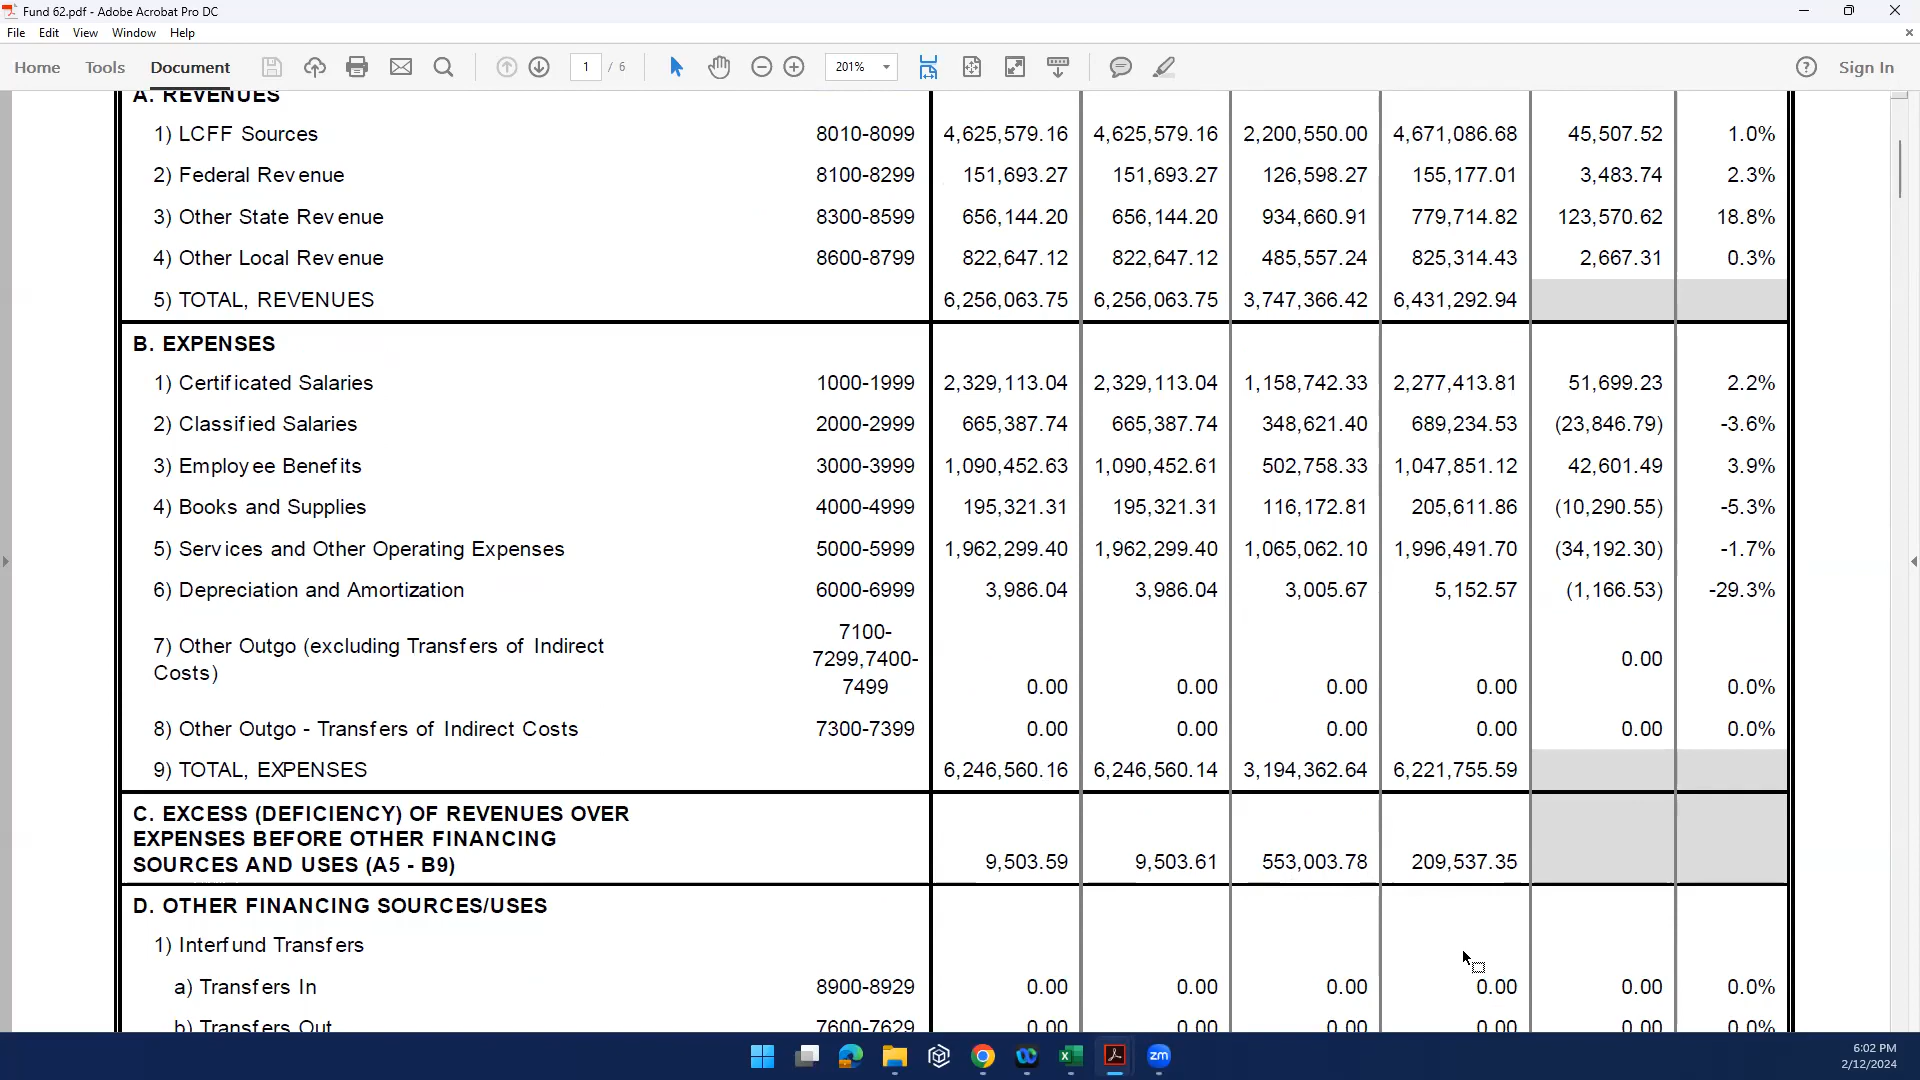 Fund 62.pdf - Adobe Acrobat Pro DC
File Edit View Window Help
Home Tools Document 1 / 6 201% Sign In
A. REVENUES
1) LCFF Sources 8010-8099 4,625,579.16 4,625,579.16 2,200,550.00 4,671,086.68 45,507.52 1.0%
2) Federal Revenue 8100-8299 151,693.27 151,693.27 126,598.27 155,177.01 3,483.74 2.3%
3) Other State Revenue 8300-8599 656,144.20 656,144.20 934,660.91 779,714.82 123,570.62 18.8%
4) Other Local Revenue 8600-8799 822,647.12 822,647.12 485,557.24 825,314.43 2,667.31 0.3%
5) TOTAL, REVENUES 6,256,063.75 6,256,063.75 3,747,366.42 6,431,292.94
B. EXPENSES
1) Certificated Salaries 1000-1999 2,329,113.04 2,329,113.04 1,158,742.33 2,277,413.81 51,699.23 2.2%
2) Classified Salaries 2000-2999 665,387.74 665,387.74 348,621.40 689,234.53 (23,846.79) -3.6%
3) Employee Benefits 3000-3999 1,090,452.63 1,090,452.61 502,758.33 1,047,851.12 42,601.49 3.9%
4) Books and Supplies 4000-4999 195,321.31 195,321.31 116,172.81 205,611.86 (10,290.55) -5.3%
5) Services and Other Operating Expenses 5000-5999 1,962,299.40 1,962,299.40 1,065,062.10 1,996,491.70 (34,192.30) -1.7%
6) Depreciation and Amortization 6000-6999 3,986.04 3,986.04 3,005.67 5,152.57 (1,166.53) -29.3%
7) Other Outgo (excluding Transfers of Indirect
Costs)
7100-
7299,7400-
7499
0.00 0.00 0.00 0.00 0.00 0.0%
8) Other Outgo - Transfers of Indirect Costs 7300-7399 0.00 0.00 0.00 0.00 0.00 0.0%
9) TOTAL, EXPENSES 6,246,560.16 6,246,560.14 3,194,362.64 6,221,755.59
C. EXCESS (DEFICIENCY) OF REVENUES OVER
EXPENSES BEFORE OTHER FINANCING
SOURCES AND USES (A5 - B9) 9,503.59 9,503.61 553,003.78 209,537.35
D. OTHER FINANCING SOURCES/USES
1) Interfund Transfers
a) Transfers In 8900-8929 0.00 0.00 0.00 0.00 0.00 0.0%
b) Transfers Out 7600-7629 0.00 0.00 0.00 0.00 0.00 0.0%
zm
6:02 PM
2/12/2024